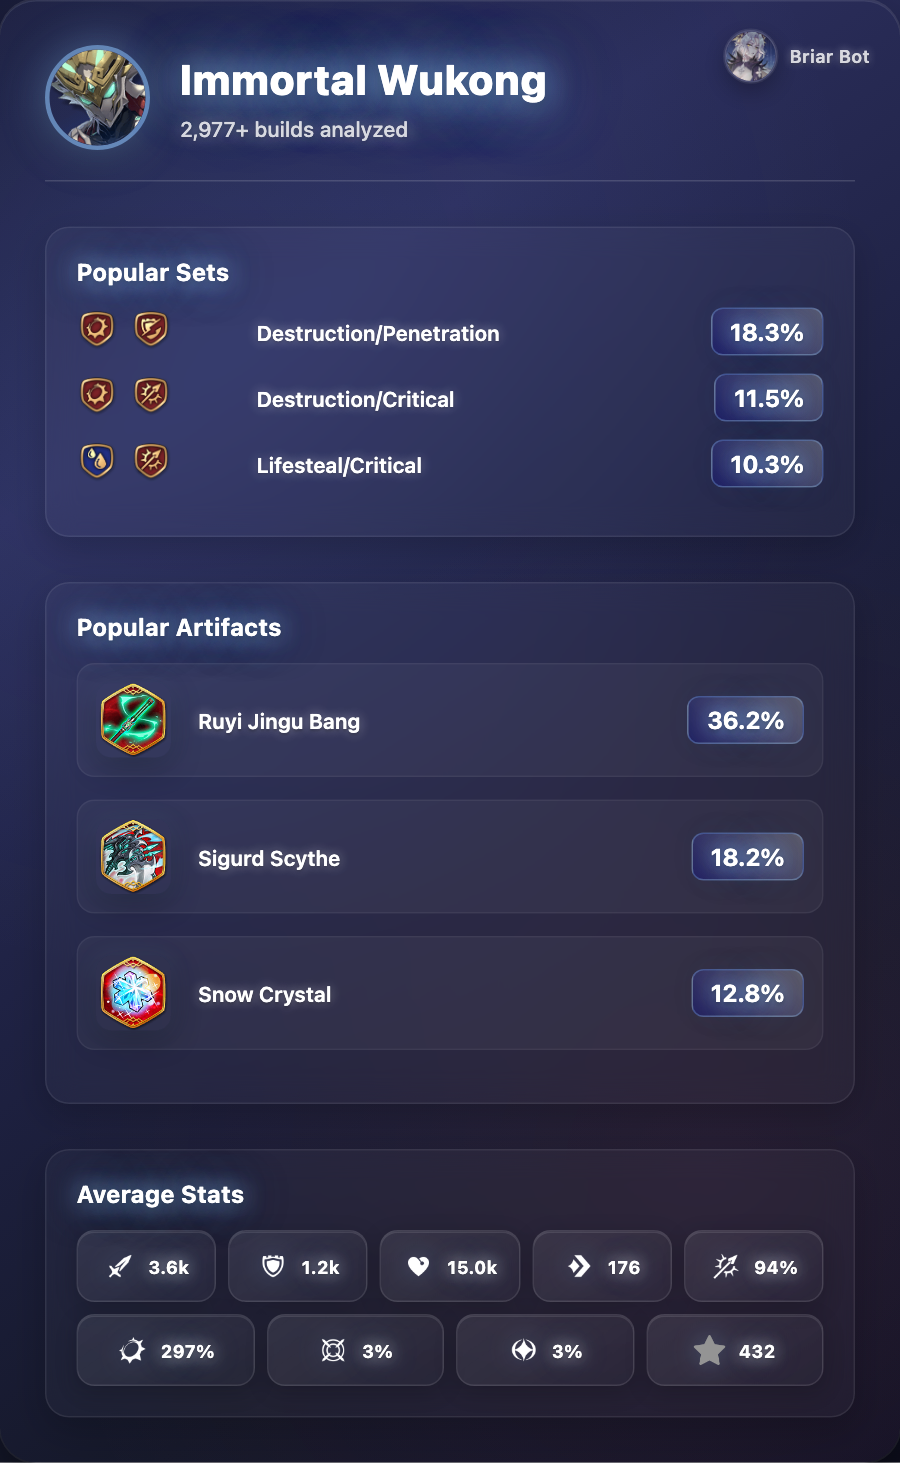 Immortal Wukong
2,977+ builds analyzed
Briar Bot
Popular Sets
Destruction/Penetration 18.3%
Destruction/Critical 11.5%
Lifesteal/Critical 10.3%
Popular Artifacts
Ruyi Jingu Bang 36.2%
Sigurd Scythe 18.2%
Snow Crystal 12.8%
Average Stats
3.6k 1.2k 15.0k 176 94%
297% 3% 3% 432